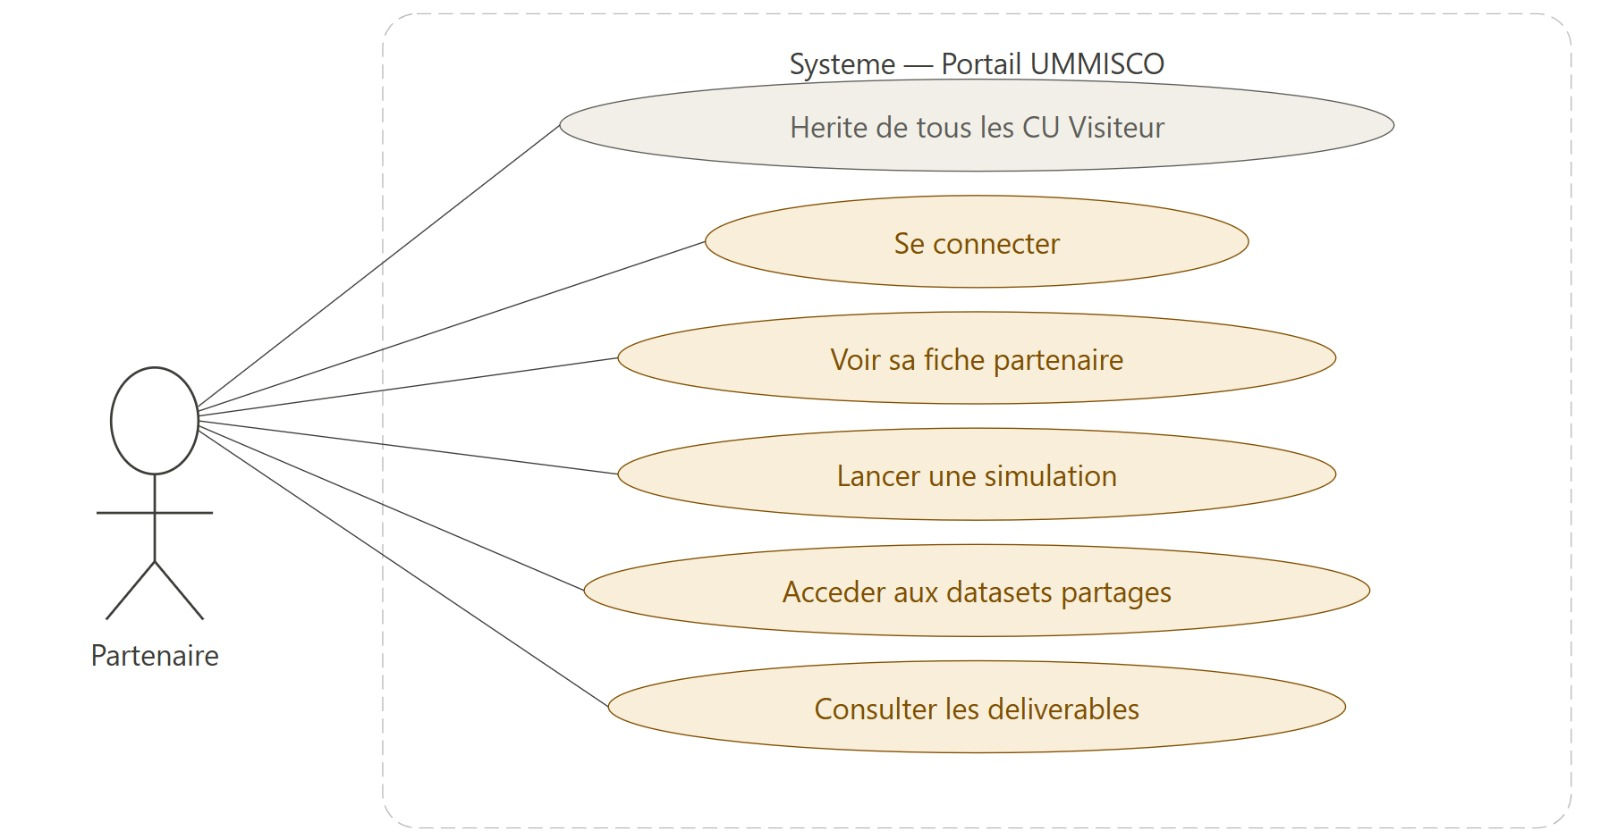 Systeme — Portail UMMISCO
Herite de tous les CU Visiteur
Se connecter
Voir sa fiche partenaire
Lancer une simulation
Acceder aux datasets partages
Consulter les deliverables
Partenaire